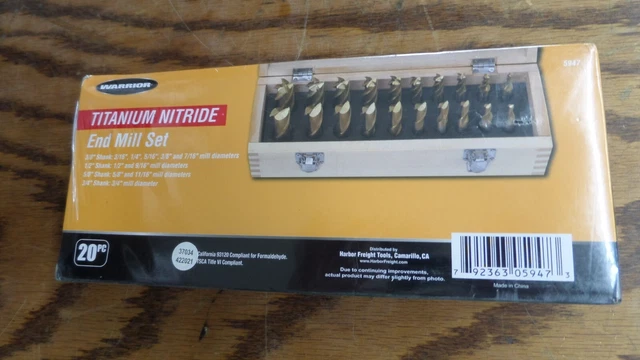 WARRIOR
TITANIUM NITRIDE
End Mill Set
3/8" Shank: 3/16", 1/4", 5/16", 3/8" and 7/16" mill diameters
1/2" Shank: 1/2" and 9/16" mill diameters
5/8" Shank: 5/8" and 11/16" mill diameters
3/4" Shank: 3/4" mill diameter
20PC
37034
422021
California 93120 Compliant for Formaldehyde.
TSCA Title VI Compliant.
Distributed by
Harbor Freight Tools, Camarillo, CA
www.HarborFreight.com
Due to continuing improvements,
actual product may differ slightly from photo.
7 92363 05947 3
Made in China